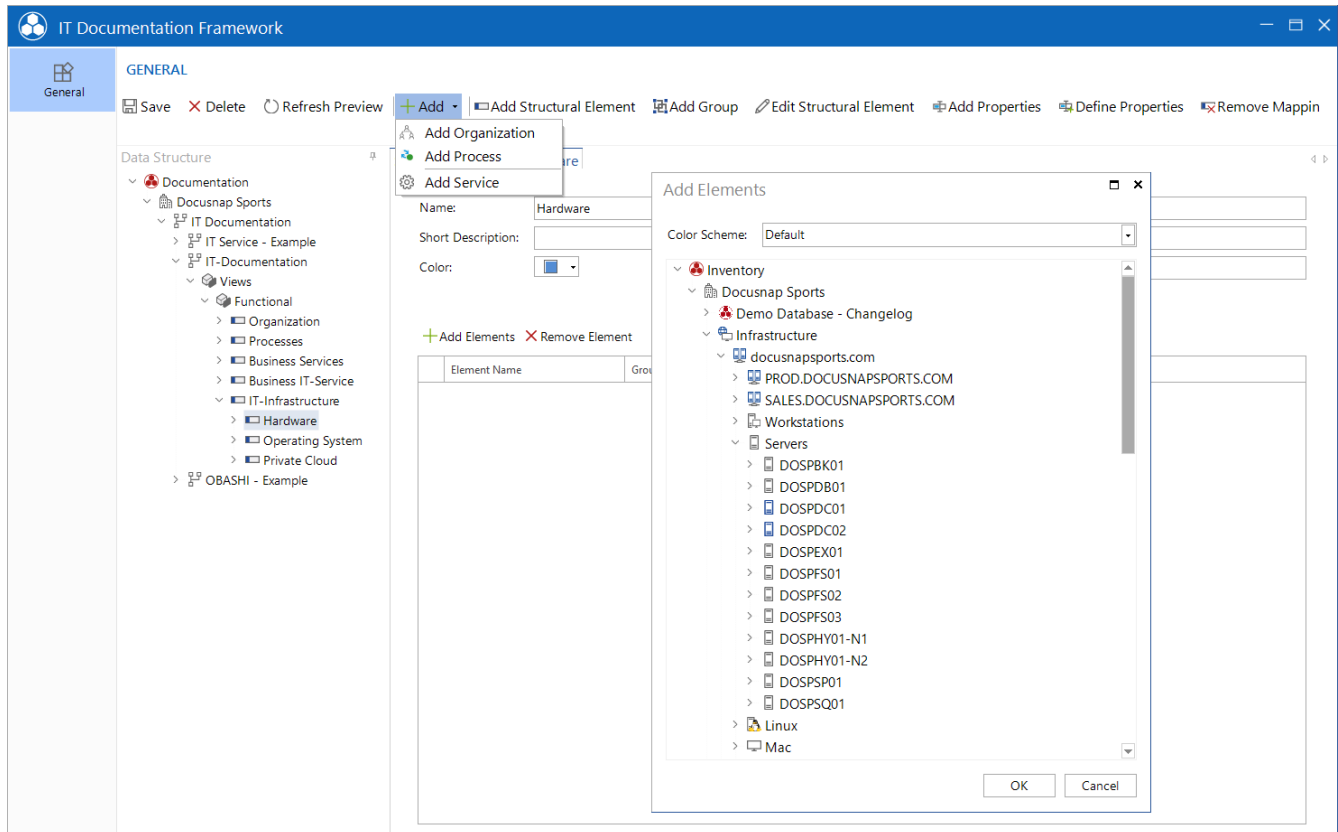 IT Documentation Framework
General
GENERAL
Save Delete Refresh Preview Add Add Structural Element Add Group Edit Structural Element Add Properties Define Properties Remove Mappin
Add Organization
Add Process
Add Service
Data Structure
Documentation
Docusnap Sports
IT Documentation
IT Service - Example
IT-Documentation
Views
Functional
Organization
Processes
Business Services
Business IT-Service
IT-Infrastructure
Hardware
Operating System
Private Cloud
OBASHI - Example
are
Name: Hardware
Short Description:
Color:
Add Elements Remove Element
Element Name Grou
Add Elements
Color Scheme: Default
Inventory
Docusnap Sports
Demo Database - Changelog
Infrastructure
docusnapsports.com
PROD.DOCUSNAPSPORTS.COM
SALES.DOCUSNAPSPORTS.COM
Workstations
Servers
DOSPBK01
DOSPDB01
DOSPDC01
DOSPDC02
DOSPEX01
DOSPFS01
DOSPFS02
DOSPFS03
DOSPHY01-N1
DOSPHY01-N2
DOSPSP01
DOSPSQ01
Linux
Mac
OK Cancel